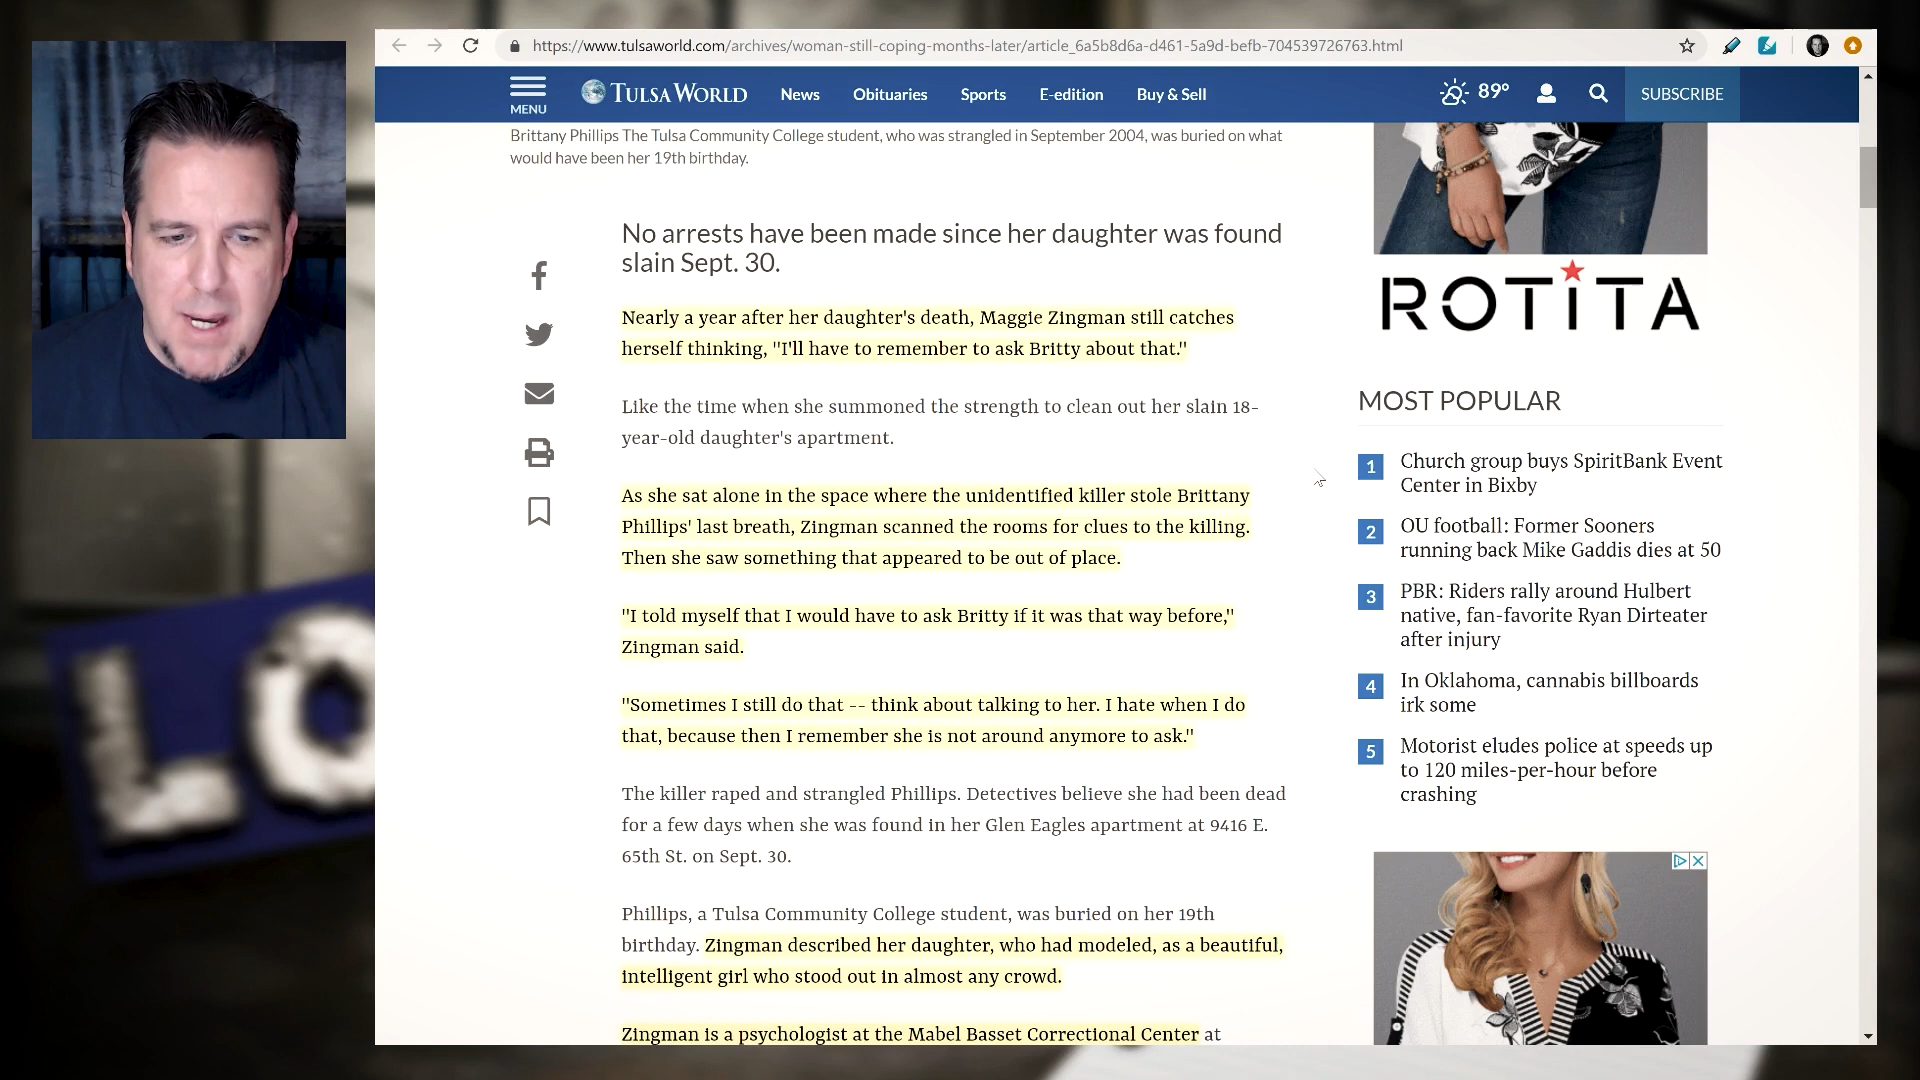 https://www.tulsaworld.com/archives/woman-still-coping-months-later/article_6a5b8d6a-d461-5a9d-befb-704539726763.html
MENU
TULSA WORLD
News
Obituaries
Sports
E-edition
Buy & Sell
89°
SUBSCRIBE
Brittany Phillips The Tulsa Community College student, who was strangled in September 2004, was buried on what
would have been her 19th birthday.
No arrests have been made since her daughter was found
slain Sept. 30.
Nearly a year after her daughter's death, Maggie Zingman still catches
herself thinking, "I'll have to remember to ask Britty about that."
Like the time when she summoned the strength to clean out her slain 18-
year-old daughter's apartment.
As she sat alone in the space where the unidentified killer stole Brittany
Phillips' last breath, Zingman scanned the rooms for clues to the killing.
Then she saw something that appeared to be out of place.
"I told myself that I would have to ask Britty if it was that way before,"
Zingman said.
"Sometimes I still do that -- think about talking to her. I hate when I do
that, because then I remember she is not around anymore to ask."
The killer raped and strangled Phillips. Detectives believe she had been dead
for a few days when she was found in her Glen Eagles apartment at 9416 E.
65th St. on Sept. 30.
Phillips, a Tulsa Community College student, was buried on her 19th
birthday. Zingman described her daughter, who had modeled, as a beautiful,
intelligent girl who stood out in almost any crowd.
Zingman is a psychologist at the Mabel Basset Correctional Center at
ROTITA
MOST POPULAR
1
Church group buys SpiritBank Event
Center in Bixby
2
OU football: Former Sooners
running back Mike Gaddis dies at 50
3
PBR: Riders rally around Hulbert
native, fan-favorite Ryan Dirteater
after injury
4
In Oklahoma, cannabis billboards
irk some
5
Motorist eludes police at speeds up
to 120 miles-per-hour before
crashing
LO